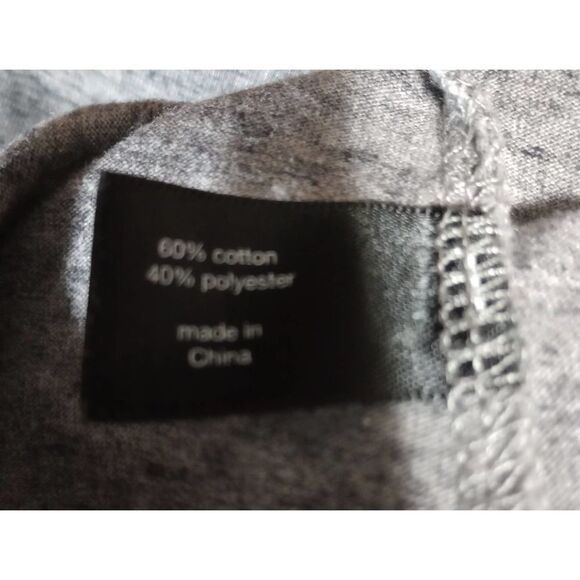 60% cotton
40% polyester
made in
China